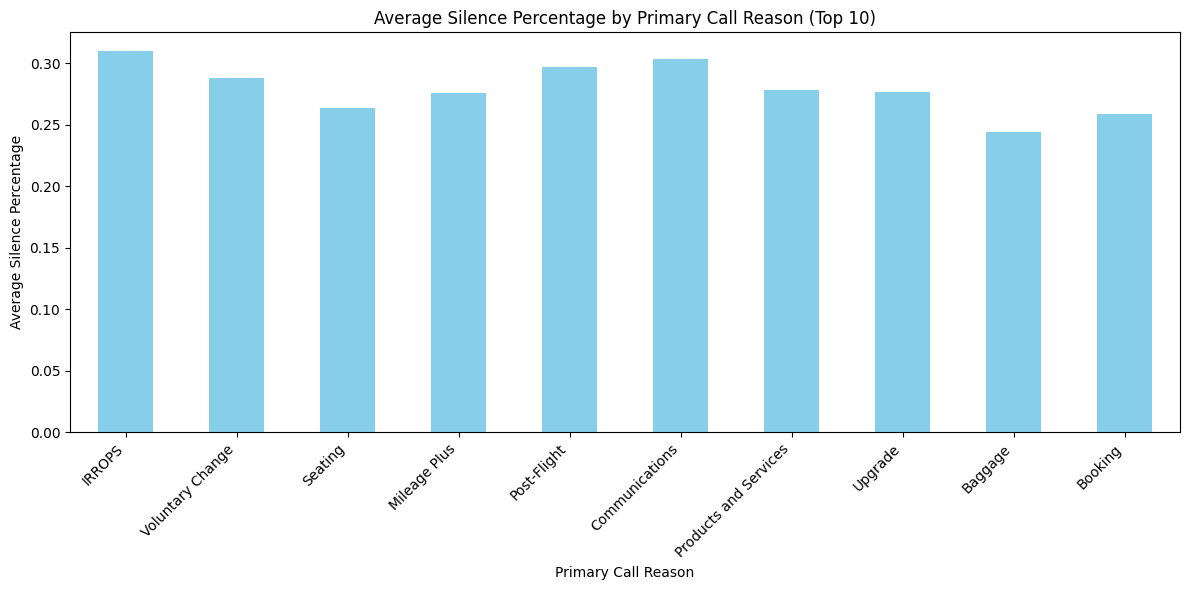 Average Silence Percentage by Primary Call Reason (Top 10)
Average Silence Percentage
0.30
0.25
0.20
0.15
0.10
0.05
0.00
IRROPS
Voluntary Change
Seating
Mileage Plus
Post-Flight
Communications
Products and Services
Upgrade
Baggage
Booking
Primary Call Reason